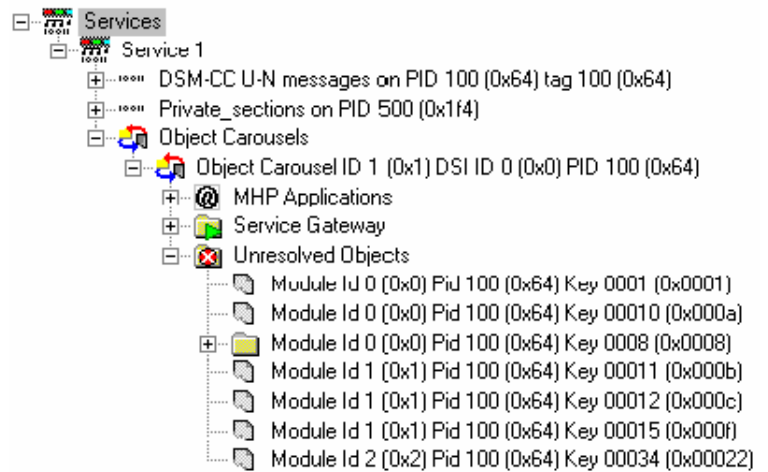 Services
Service 1
DSM-CC U-N messages on PID 100 (0x64) tag 100 (0x64)
Private_sections on PID 500 (0x1f4)
Object Carousels
Object Carousel ID 1 (0x1) DSI ID 0 (0x0) PID 100 (0x64)
MHP Applications
Service Gateway
Unresolved Objects
Module Id 0 (0x0) Pid 100 (0x64) Key 0001 (0x0001)
Module Id 0 (0x0) Pid 100 (0x64) Key 00010 (0x000a)
Module Id 0 (0x0) Pid 100 (0x64) Key 0008 (0x0008)
Module Id 1 (0x1) Pid 100 (0x64) Key 00011 (0x000b)
Module Id 1 (0x1) Pid 100 (0x64) Key 00012 (0x000c)
Module Id 1 (0x1) Pid 100 (0x64) Key 00015 (0x000f)
Module Id 2 (0x2) Pid 100 (0x64) Key 00034 (0x00022)